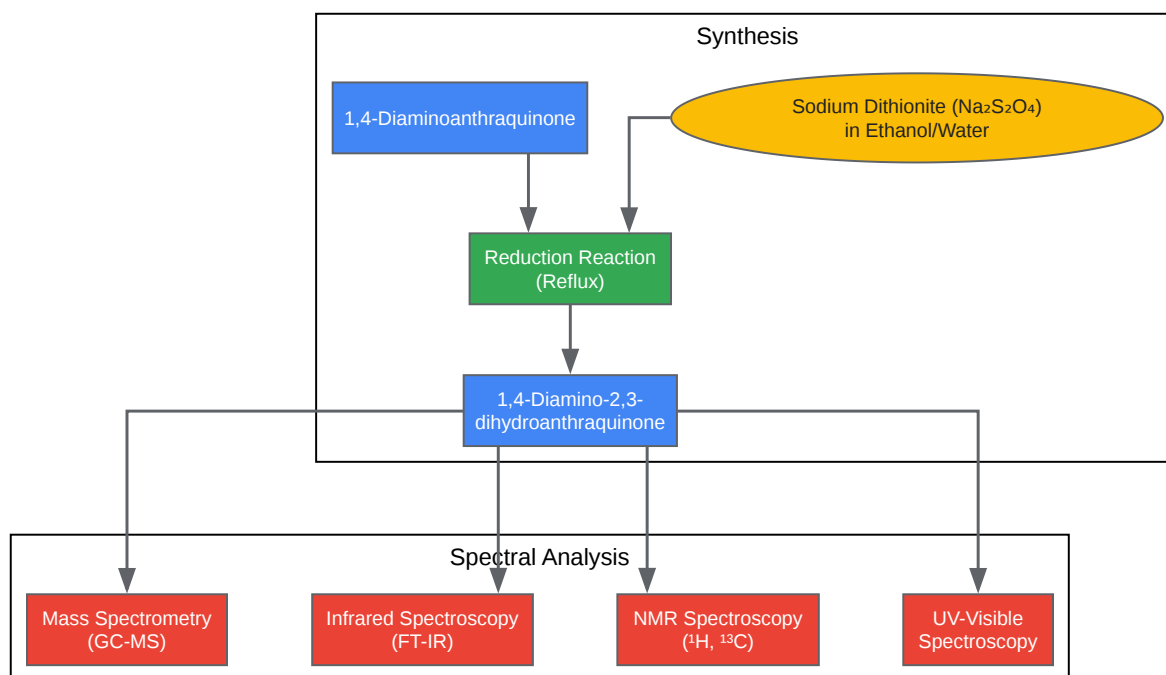 Synthesis
1,4-Diaminoanthraquinone
Sodium Dithionite (Na₂S₂O₄)
in Ethanol/Water
Reduction Reaction
(Reflux)
1,4-Diamino-2,3-
dihydroanthraquinone
Spectral Analysis
Mass Spectrometry
(GC-MS)
Infrared Spectroscopy
(FT-IR)
NMR Spectroscopy
(¹H, ¹³C)
UV-Visible
Spectroscopy